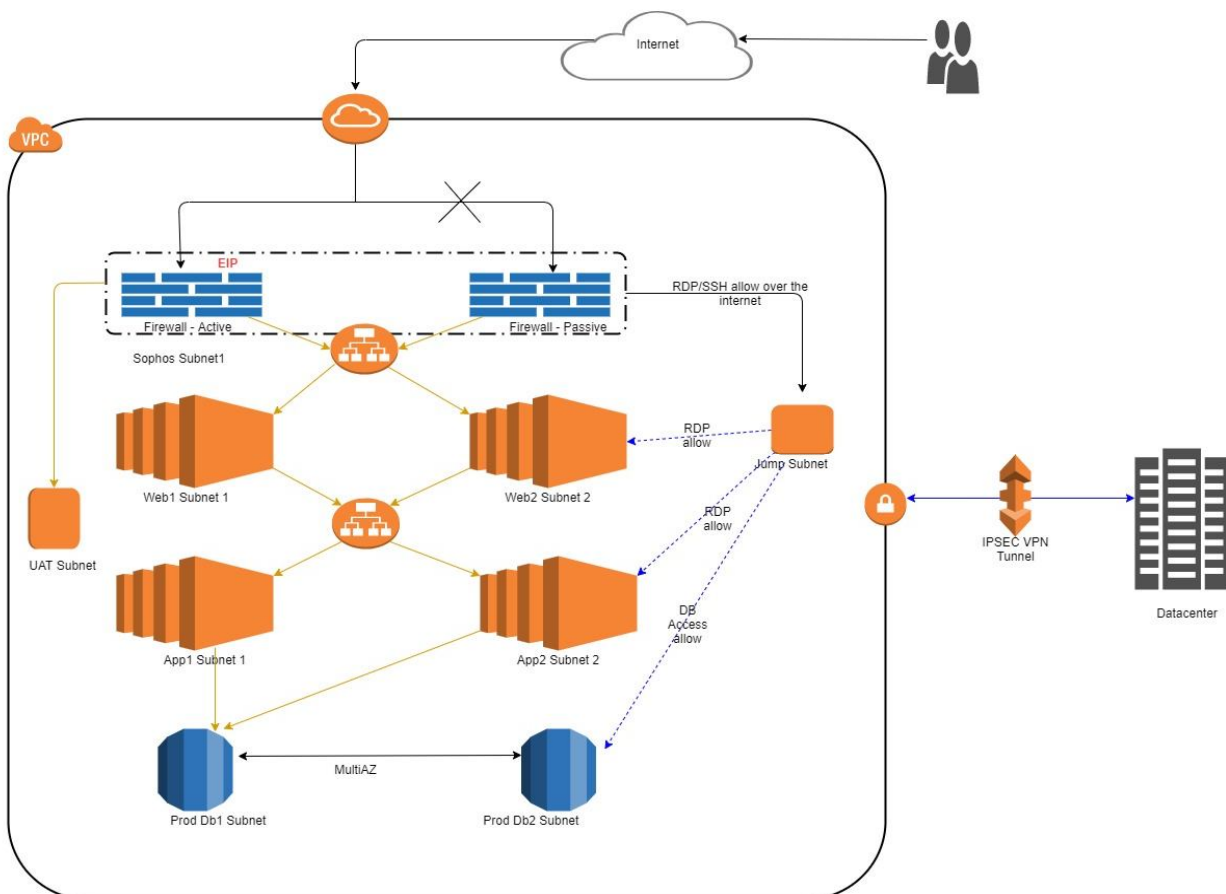 Internet
VPC
EIP
RDP/SSH allow over the
internet
Firewall - Active
Firewall - Passive
Sophos Subnet1
RDP
allow
Jump Subnet
Web1 Subnet 1
Web2 Subnet 2
RDP
allow
IPSEC VPN
Tunnel
UAT Subnet
Datacenter
DB
Access
allow
App1 Subnet 1
App2 Subnet 2
MultiAZ
Prod Db1 Subnet
Prod Db2 Subnet